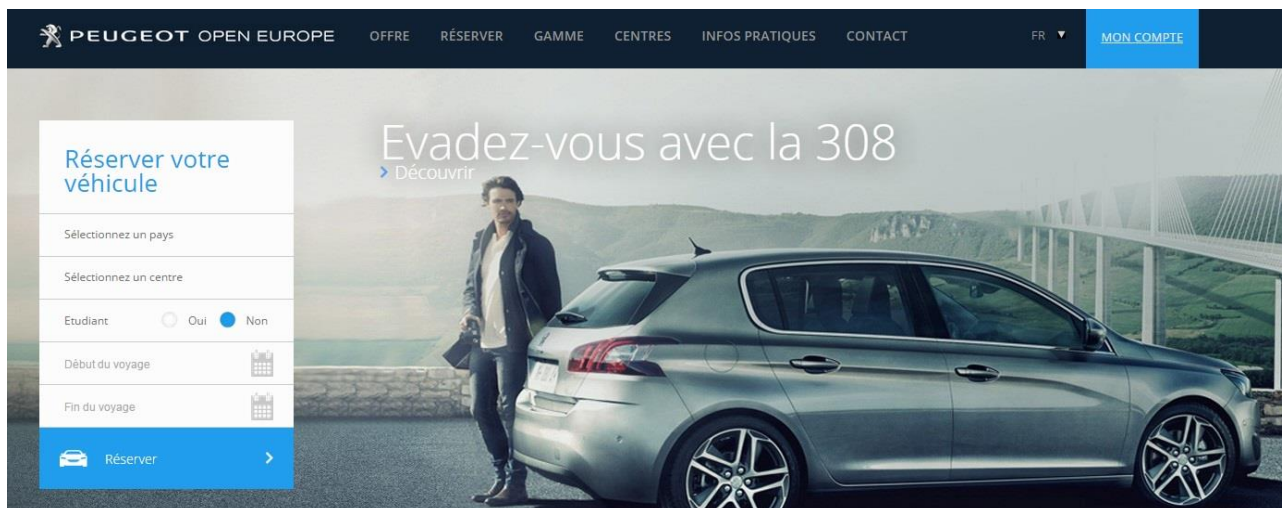 PEUGEOT OPEN EUROPE
OFFRE
RÉSERVER
GAMME
CENTRES
INFOS PRATIQUES
CONTACT
FR
MON COMPTE
Evadez-vous avec la 308
Découvrir
Réserver votre
véhicule
Sélectionnez un pays
Sélectionnez un centre
Etudiant Oui Non
Début du voyage
Fin du voyage
Réserver